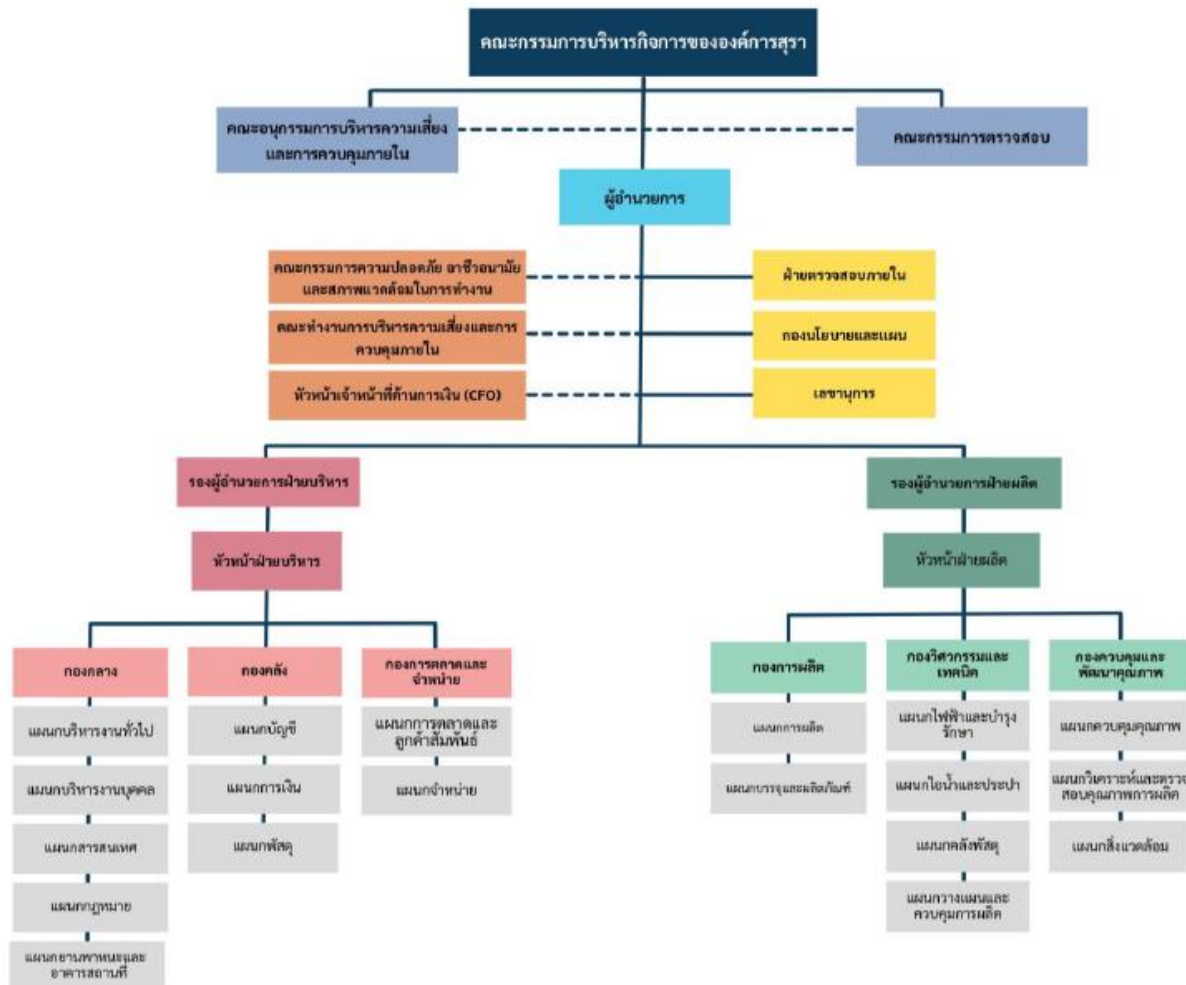 คณะกรรมการบริหารกิจการขององค์การสุรา
คณะอนุกรรมการบริหารความเสี่ยง
และการควบคุมภายใน
คณะกรรมการตรวจสอบ
ผู้อำนวยการ
คณะกรรมการความปลอดภัย อาชีวอนามัย
และสภาพแวดล้อมในการทำงาน
ฝ่ายตรวจสอบภายใน
คณะทำงานการบริหารความเสี่ยงและการ
ควบคุมภายใน
กองนโยบายและแผน
หัวหน้าเจ้าหน้าที่ด้านการเงิน (CFO)
เลขานุการ
รองผู้อำนวยการฝ่ายบริหาร
รองผู้อำนวยการฝ่ายผลิต
หัวหน้าฝ่ายบริหาร
หัวหน้าฝ่ายผลิต
กองกลาง
แผนกบริหารงานทั่วไป
แผนกบริหารงานบุคคล
แผนกสารสนเทศ
แผนกกฎหมาย
แผนกยานพาหนะและ
อาคารสถานที่
กองคลัง
แผนกบัญชี
แผนกการเงิน
แผนกพัสดุ
กองการตลาดและ
จำหน่าย
แผนกการตลาดและ
ลูกค้าสัมพันธ์
แผนกจำหน่าย
กองการผลิต
แผนกการผลิต
แผนกบรรจุและผลิตภัณฑ์
กองวิศวกรรมและ
เทคนิค
แผนกไฟฟ้าและบำรุง
รักษา
แผนกไอน้ำและประปา
แผนกคลังพัสดุ
แผนกวางแผนและ
ควบคุมการผลิต
กองควบคุมและ
พัฒนาคุณภาพ
แผนกควบคุมคุณภาพ
แผนกวิเคราะห์และตรวจ
สอบคุณภาพการผลิต
แผนกสิ่งแวดล้อม